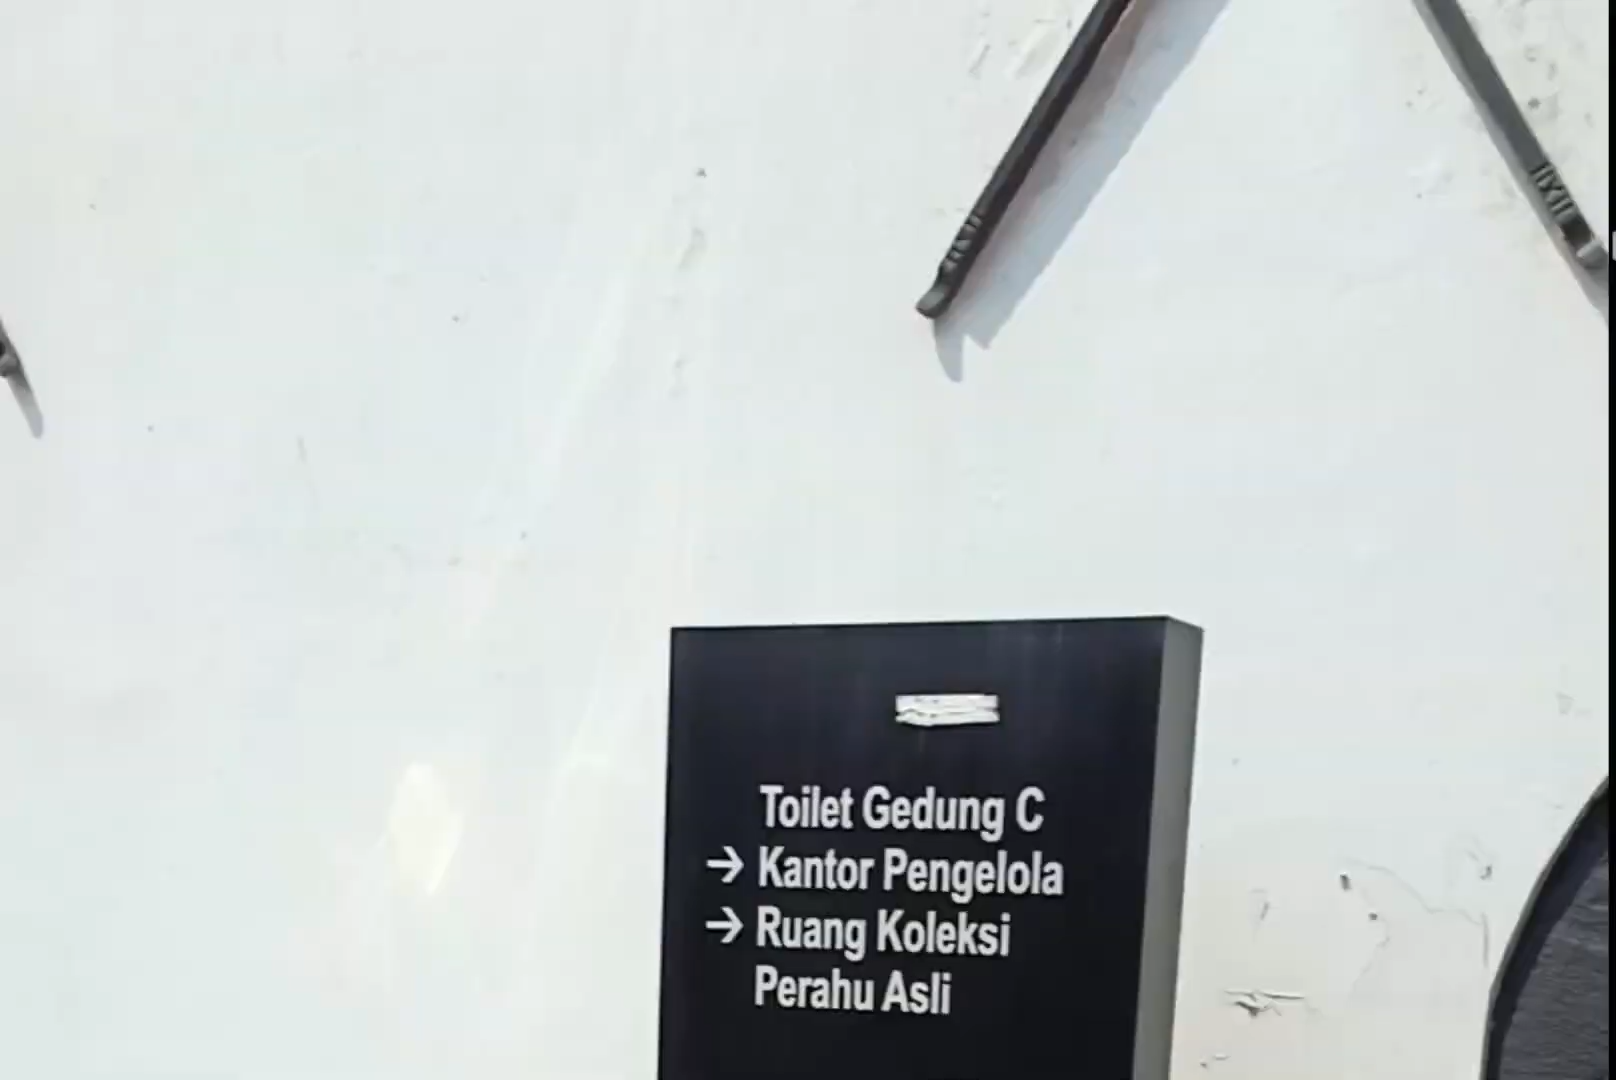 Toilet Gedung C
→ Kantor Pengelola
→ Ruang Koleksi
Perahu Asli